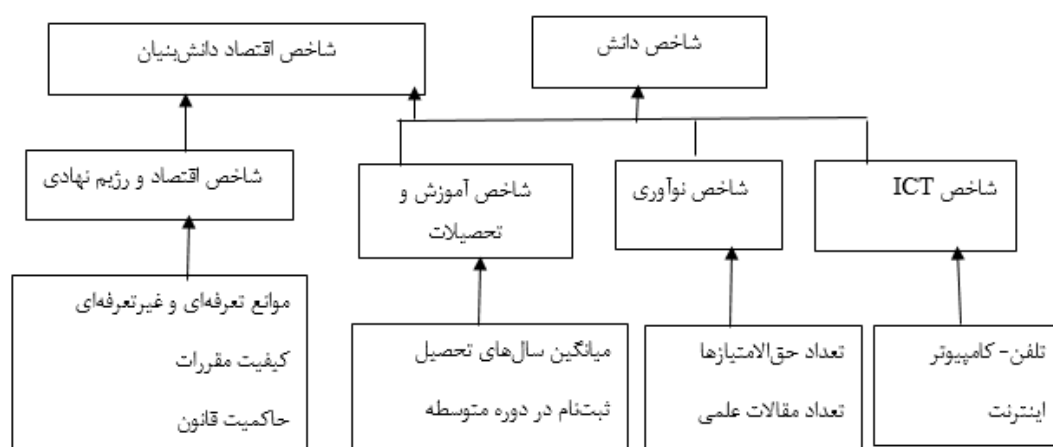 شاخص دانش
شاخص اقتصاد دانش‌بنیان
شاخص ICT
شاخص نوآوری
شاخص آموزش و
تحصیلات
شاخص اقتصاد و رژیم نهادی
تلفن- کامپیوتر
اینترنت
تعداد حق‌الامتیازها
تعداد مقالات علمی
میانگین سال‌های تحصیل
ثبت‌نام در دوره متوسطه
موانع تعرفه‌ای و غیرتعرفه‌ای
کیفیت مقررات
حاکمیت قانون